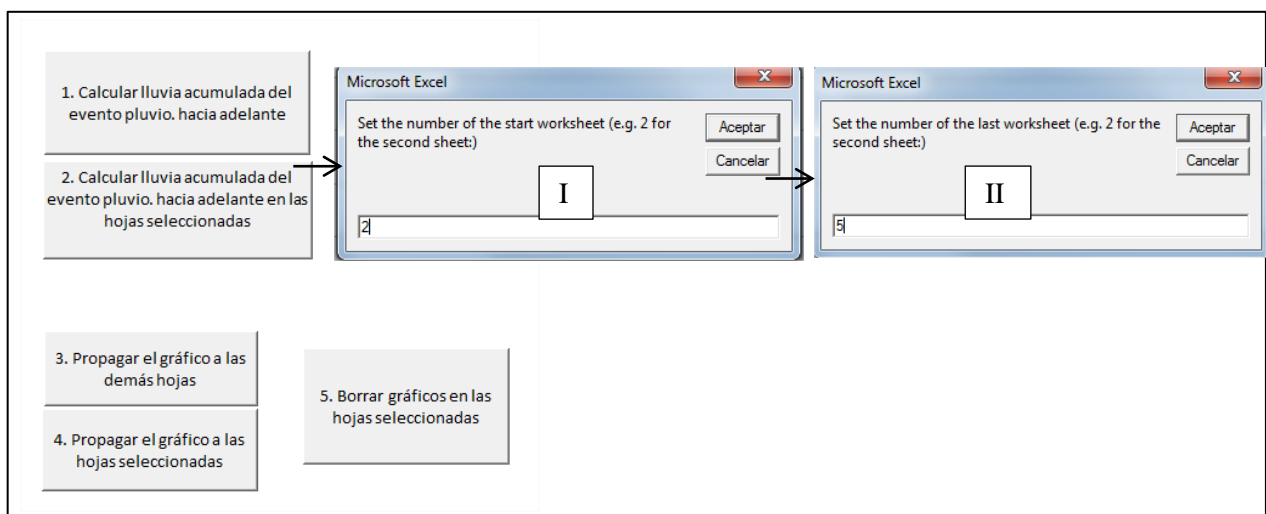 1. Calcular lluvia acumulada del
evento pluvio. hacia adelante
2. Calcular lluvia acumulada del
evento pluvio. hacia adelante en las
hojas seleccionadas
Microsoft Excel
Set the number of the start worksheet (e.g. 2 for
the second sheet:)
Aceptar
Cancelar
I
2
Microsoft Excel
Set the number of the last worksheet (e.g. 2 for the
second sheet:)
Aceptar
Cancelar
II
5
3. Propagar el gráfico a las
demás hojas
4. Propagar el gráfico a las
hojas seleccionadas
5. Borrar gráficos en las
hojas seleccionadas